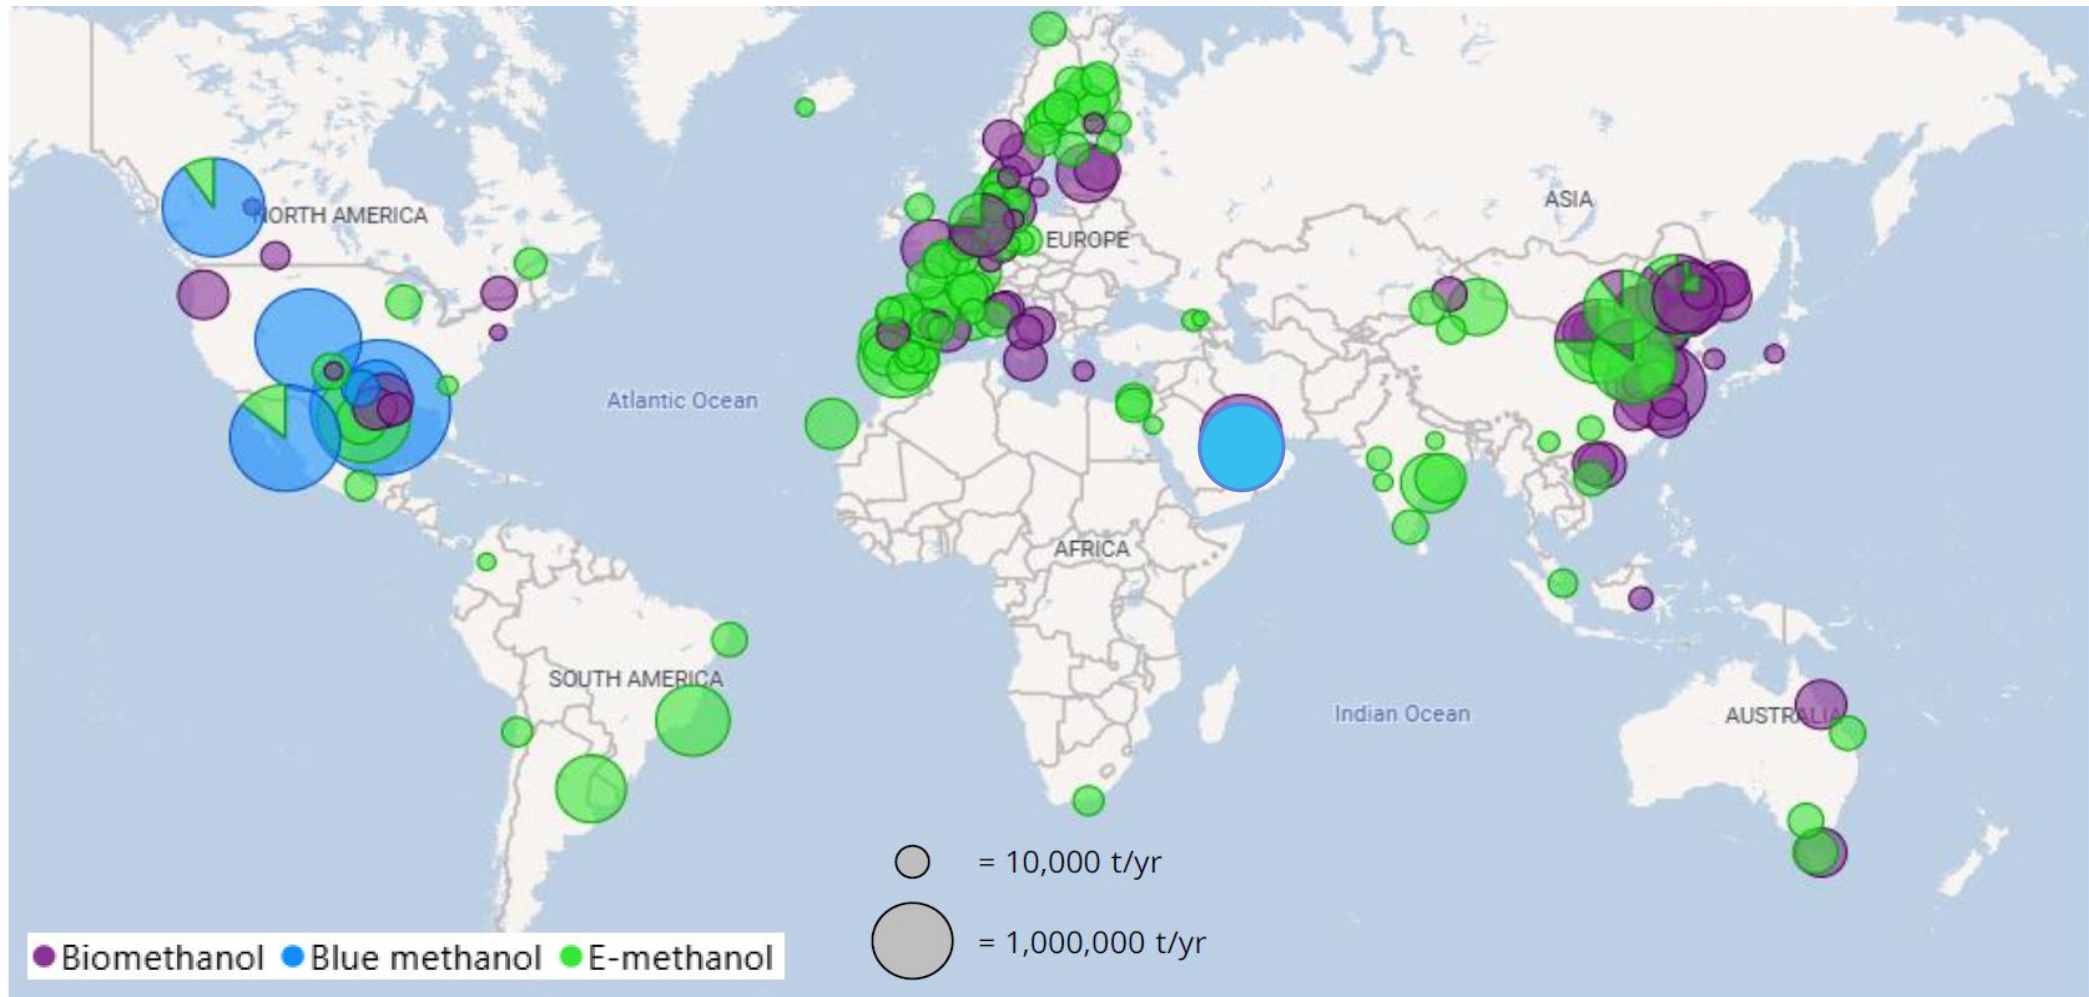 ASIA
NORTH AMERICA
EUROPE
Atlantic Ocean
AFRICA
SOUTH AMERICA
Indian Ocean
AUSTRALIA
= 10,000 t/yr
= 1,000,000 t/yr
Biomethanol Blue methanol E-methanol